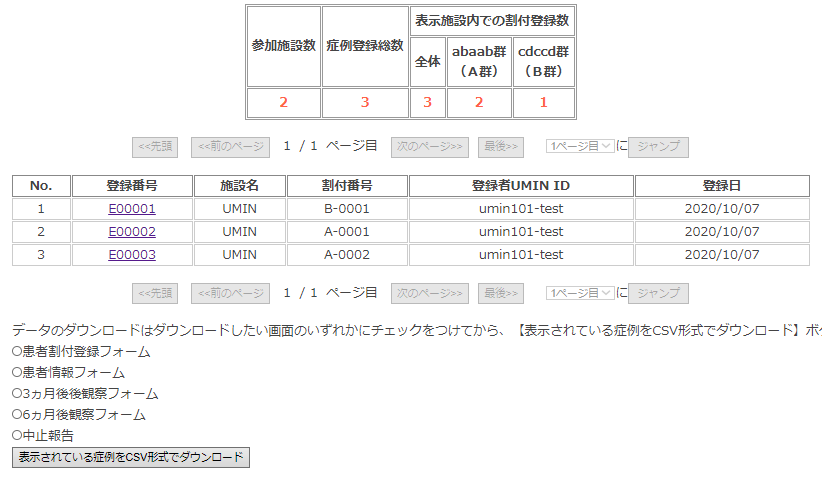 参加施設数 症例登録総数 表示施設内での割付登録数
全体 abaab群（Ａ群） cdccd群（Ｂ群）
2 3 3 2 1
<<先頭 <<前のページ 1 / 1 ページ目 次のページ>> 最後>> 1ページ目 に ジャンプ
No. 登録番号 施設名 割付番号 登録者UMIN ID 登録日
1 E00001 UMIN B-0001 umin101-test 2020/10/07
2 E00002 UMIN A-0001 umin101-test 2020/10/07
3 E00003 UMIN A-0002 umin101-test 2020/10/07
<<先頭 <<前のページ 1 / 1 ページ目 次のページ>> 最後>> 1ページ目 に ジャンプ
データのダウンロードはダウンロードしたい画面のいずれかにチェックをつけてから、【表示されている症例をCSV形式でダウンロード】ボ
患者割付登録フォーム
患者情報フォーム
3ヵ月後後観察フォーム
6ヵ月後観察フォーム
中止報告
表示されている症例をCSV形式でダウンロード